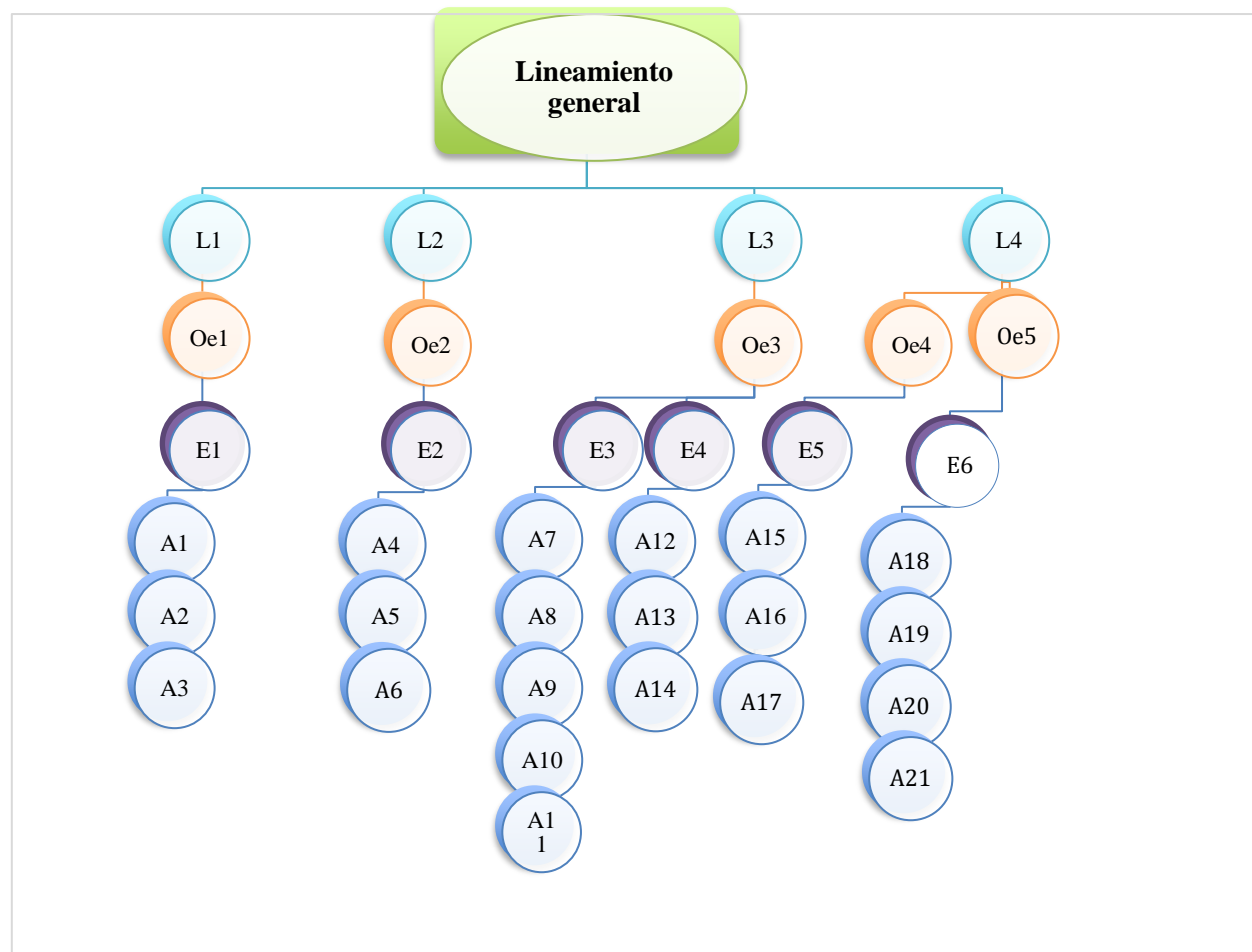 Lineamiento
general
L1
L2
L3
L4
Oe1
Oe2
Oe3
Oe4
Oe5
E1
E2
E3
E4
E5
E6
A1
A2
A3
A4
A5
A6
A7
A8
A9
A10
A1
1
A12
A13
A14
A15
A16
A17
A18
A19
A20
A21